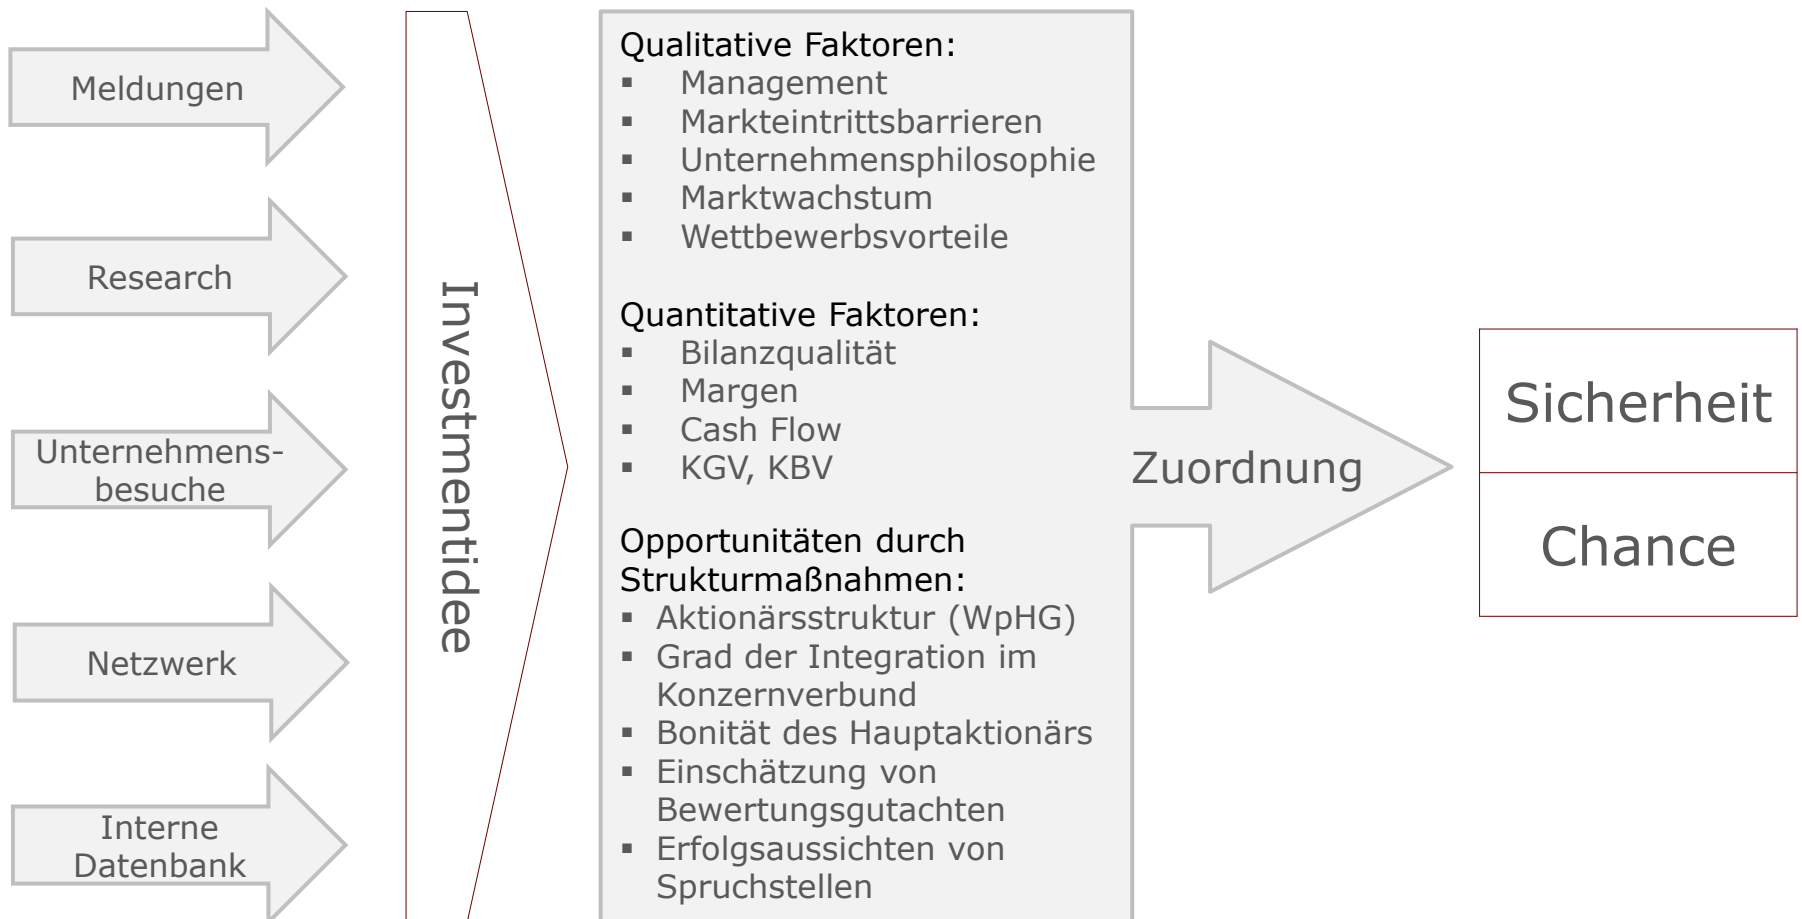 Meldungen
Research
Unternehmens-
besuche
Netzwerk
Interne
Datenbank
Investmentidee
Qualitative Faktoren:
▪ Management
▪ Markteintrittsbarrieren
▪ Unternehmensphilosophie
▪ Marktwachstum
▪ Wettbewerbsvorteile
Quantitative Faktoren:
▪ Bilanzqualität
▪ Margen
▪ Cash Flow
▪ KGV, KBV
Opportunitäten durch
Strukturmaßnahmen:
▪ Aktionärsstruktur (WpHG)
▪ Grad der Integration im
Konzernverbund
▪ Bonität des Hauptaktionärs
▪ Einschätzung von
Bewertungsgutachten
▪ Erfolgsaussichten von
Spruchstellen
Zuordnung
Sicherheit
Chance